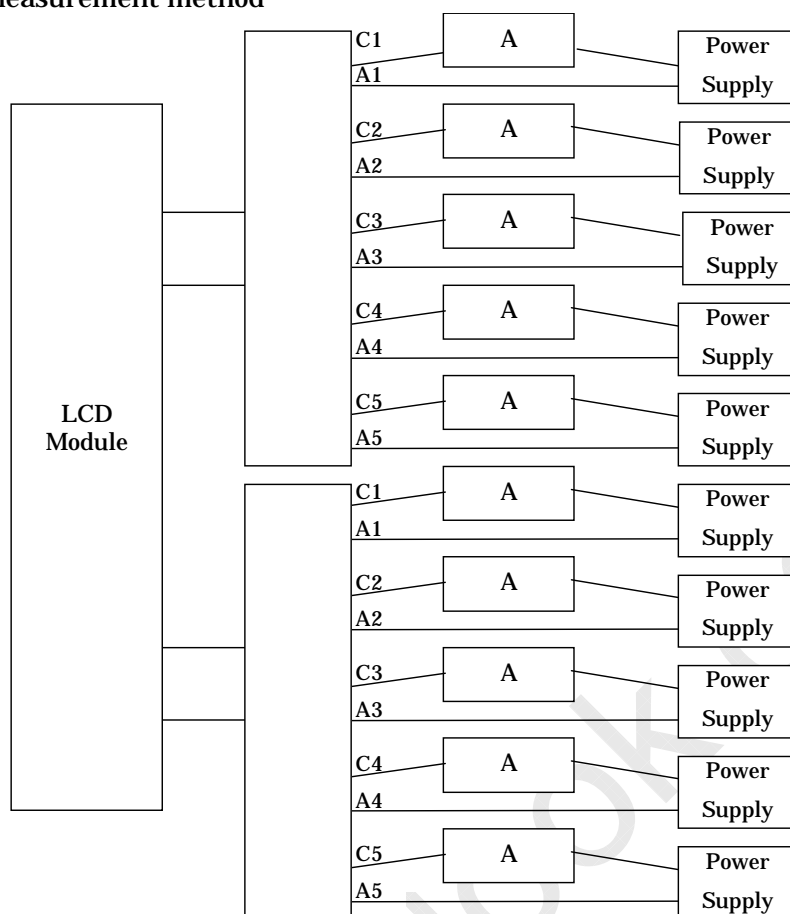 easurement method
C1 A Power
A1 Supply
C2 A Power
A2 Supply
C3 A Power
A3 Supply
C4 A Power
A4 Supply
C5 A Power
A5 Supply
LCD
Module
C1 A Power
A1 Supply
C2 A Power
A2 Supply
C3 A Power
A3 Supply
C4 A Power
A4 Supply
C5 A Power
A5 Supply